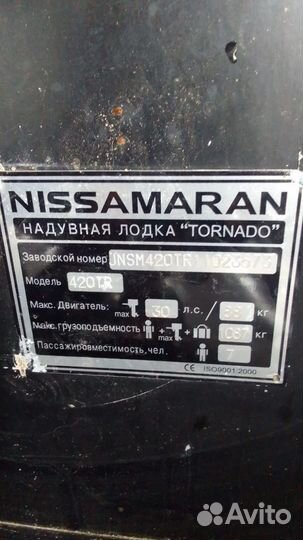 NISSAMARAN
НАДУВНАЯ ЛОДКА "TORNADO"
Заводской номер
Модель 420TR
Макс. Двигатель: max 30 л.с./ кг
Макс. грузоподъемность + max + 1087 кг
Пассажировместимость, чел. 7
CE ISO9001:2000
Avito